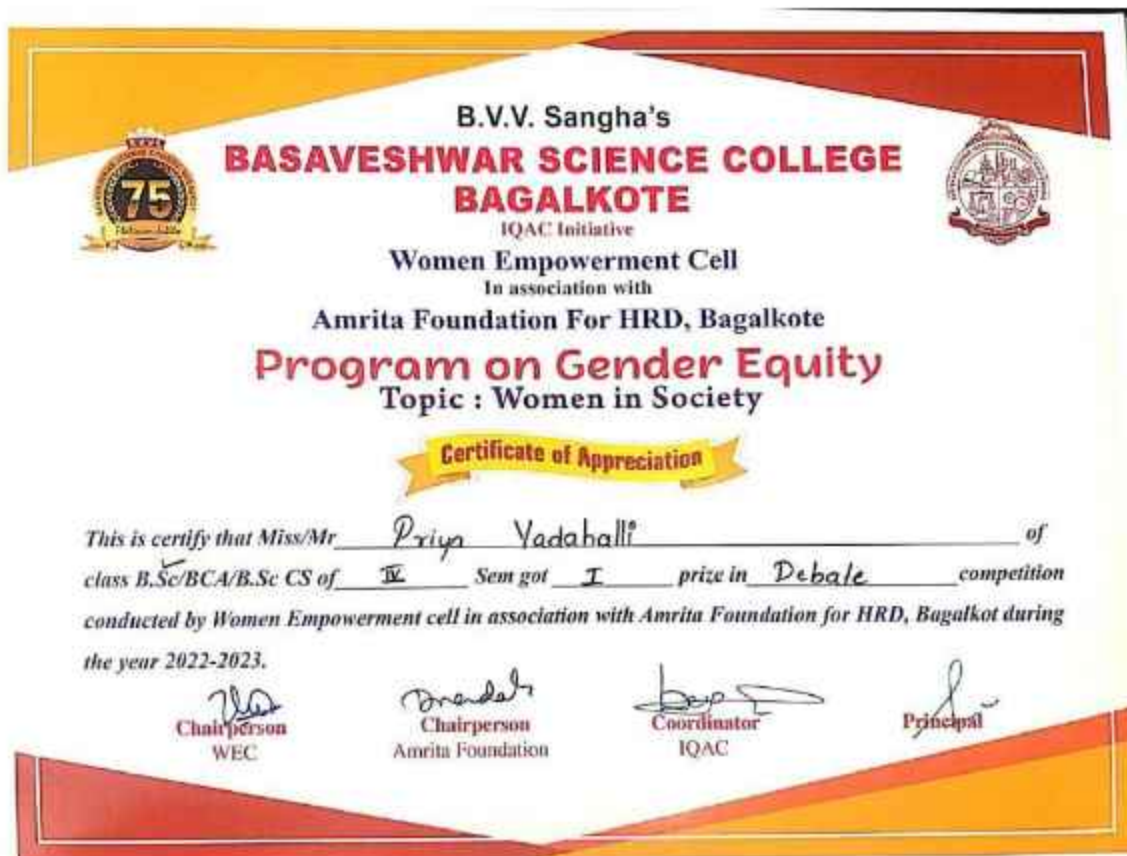 B.V.V. Sangha's
BASAVESHWAR SCIENCE COLLEGE
BAGALKOTE
IQAC Initiative
Women Empowerment Cell
In association with
Amrita Foundation For HRD, Bagalkote
Program on Gender Equity
Topic : Women in Society
75
Certificate of Appreciation
This is certify that Miss/Mr Priya Yadahalli of
class B.Sc/BCA/B.Sc CS of IV Sem got I prize in Debate competition
conducted by Women Empowerment cell in association with Amrita Foundation for HRD, Bagalkot during
the year 2022-2023.
Chairperson
WEC
Chairperson
Amrita Foundation
Coordinator
IQAC
Principal